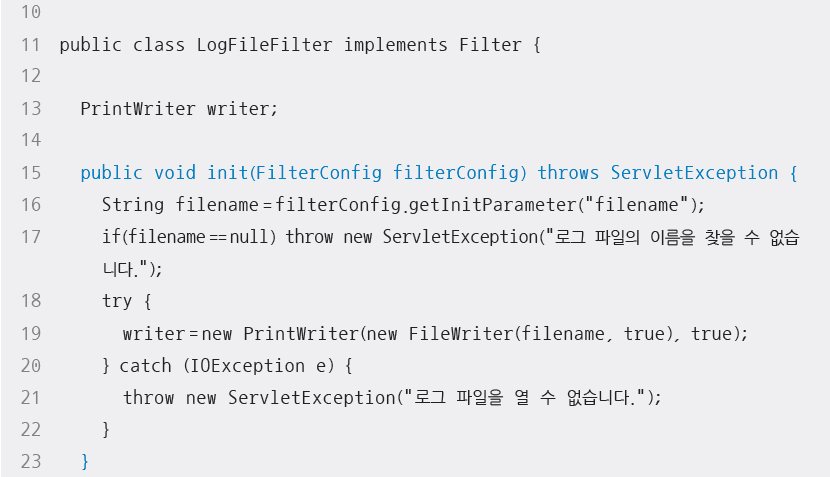 10
11 public class LogFileFilter implements Filter {
12
13 PrintWriter writer;
14
15 public void init(FilterConfig filterConfig) throws ServletException {
16 String filename=filterConfig.getInitParameter("filename");
17 if(filename==null) throw new ServletException("로그 파일의 이름을 찾을 수 없습
니다.");
18 try {
19 writer=new PrintWriter(new FileWriter(filename, true), true);
20 } catch (IOException e) {
21 throw new ServletException("로그 파일을 열 수 없습니다.");
22 }
23 }